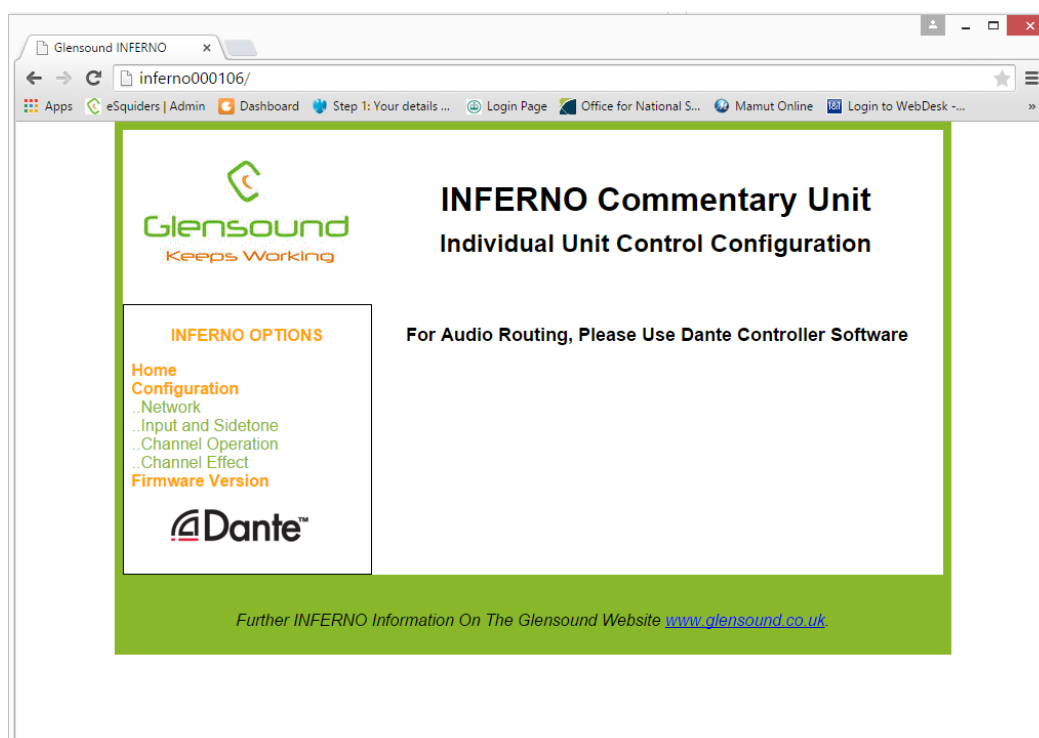 Glensound INFERNO
inferno000106/
Apps eSquiders | Admin Dashboard Step 1: Your details ... Login Page Office for National S... Mamut Online Login to WebDesk -... »
Glensound
Keeps Working
INFERNO Commentary Unit
Individual Unit Control Configuration
INFERNO OPTIONS
Home
Configuration
..Network
..Input and Sidetone
..Channel Operation
..Channel Effect
Firmware Version
Dante™
For Audio Routing, Please Use Dante Controller Software
Further INFERNO Information On The Glensound Website www.glensound.co.uk.